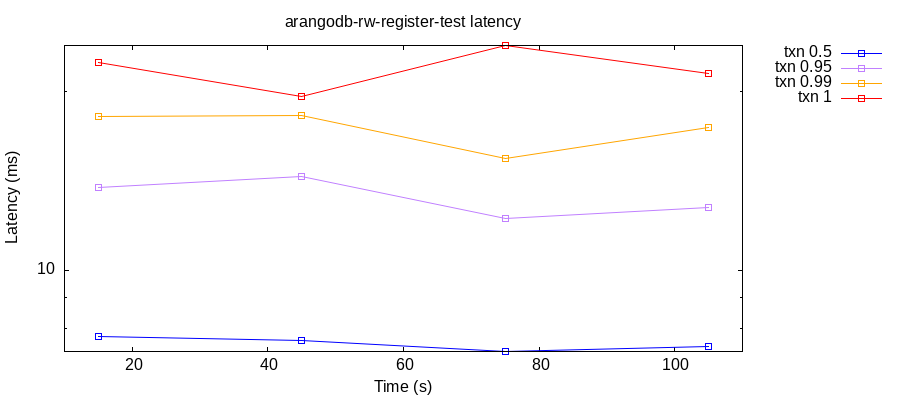 arangodb-rw-register-test latency
txn 0.5
txn 0.95
txn 0.99
txn 1
Latency (ms)
10
20 40 60 80 100
Time (s)